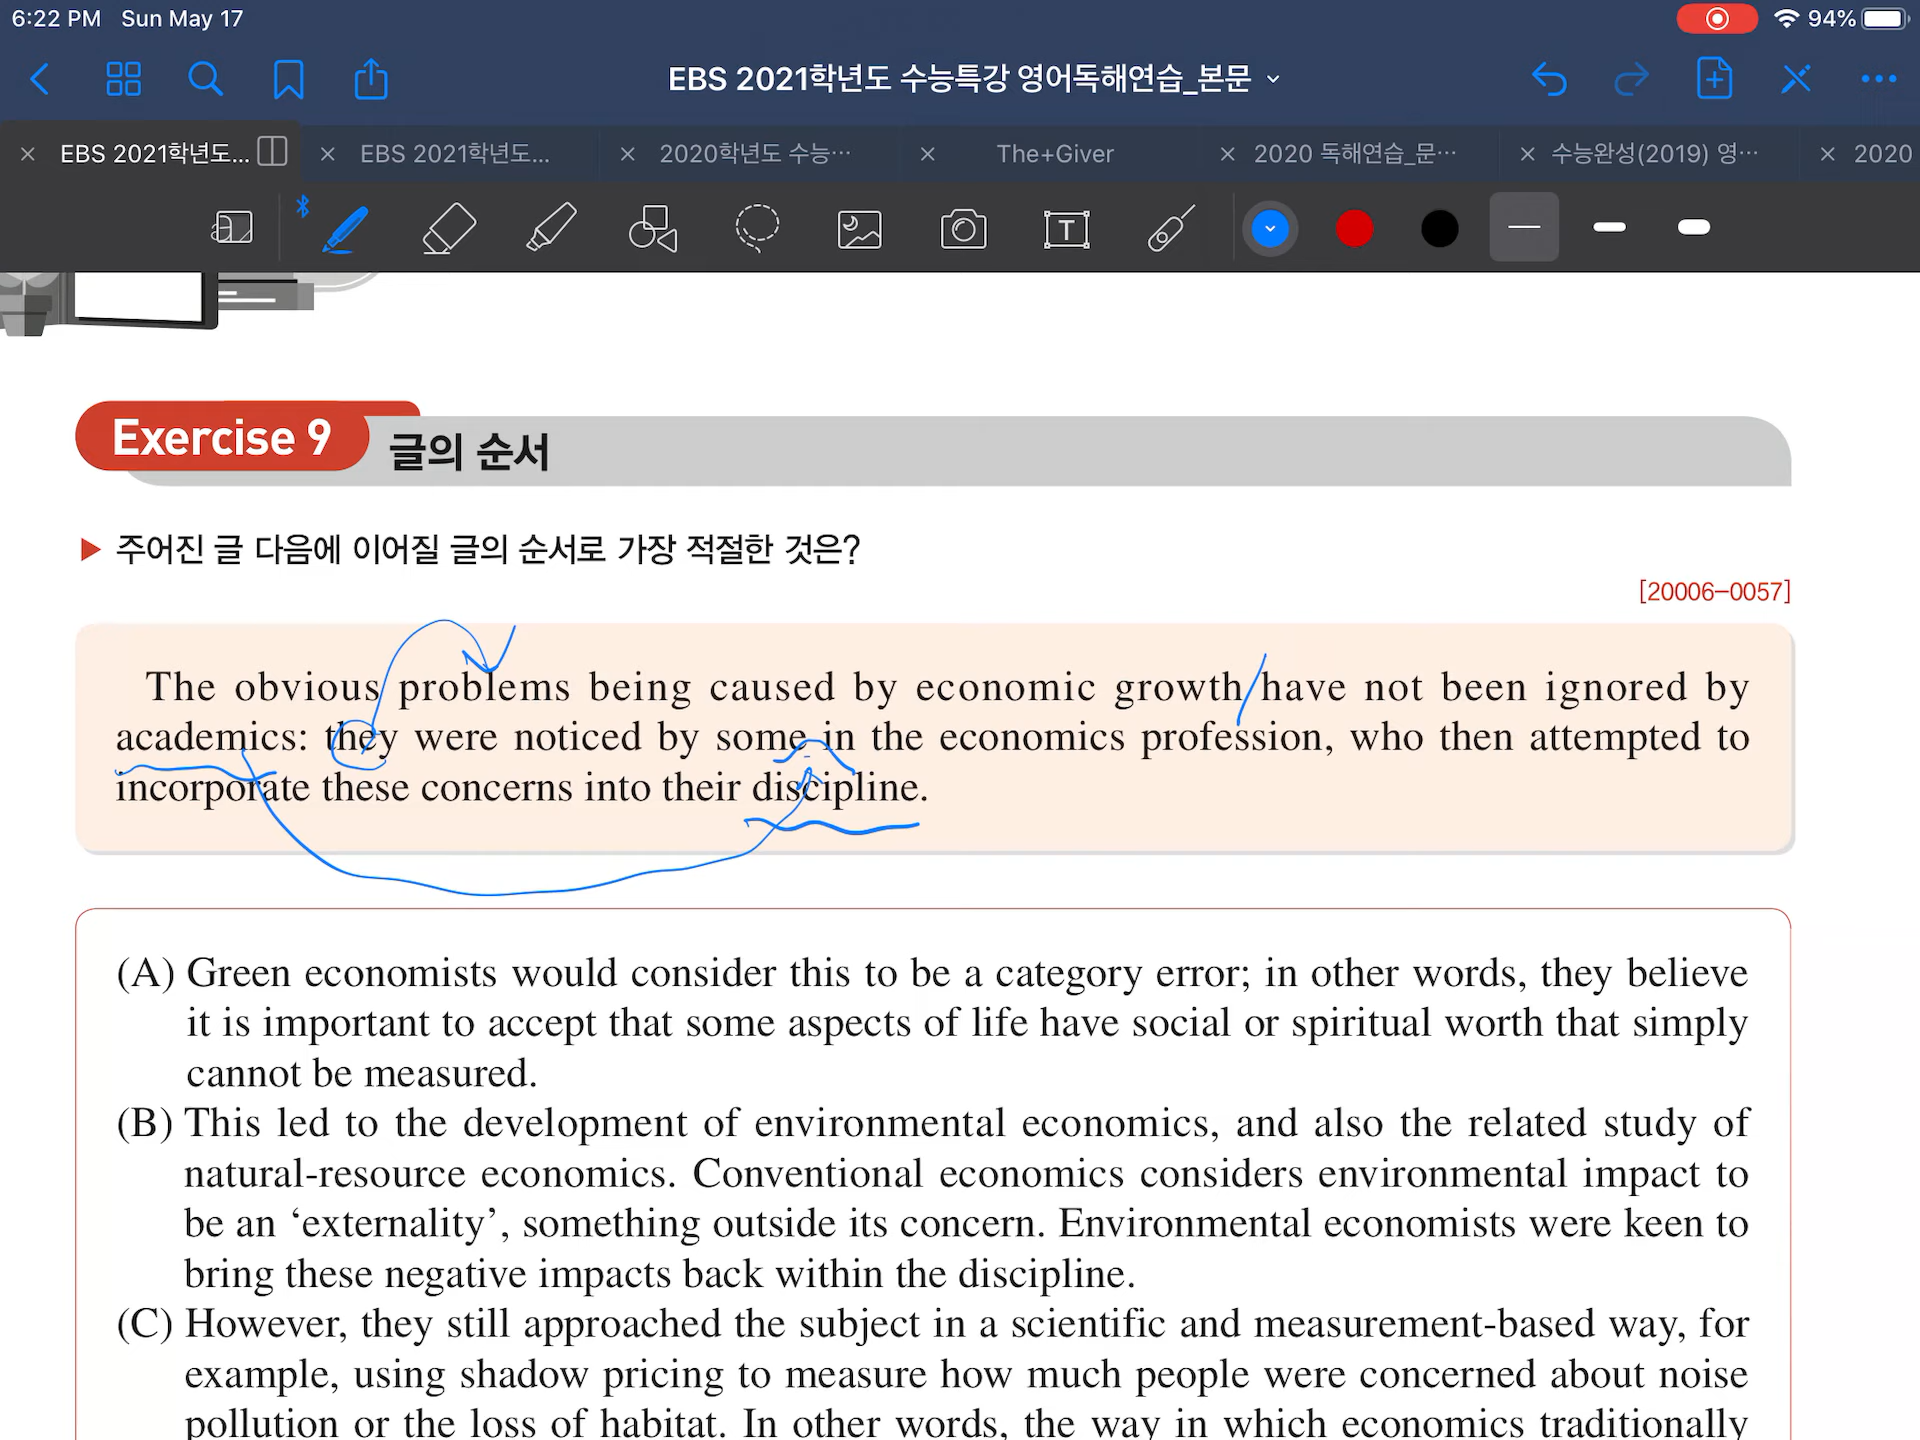 6:22 PM Sun May 17
94%
EBS 2021학년도 수능특강 영어독해연습_본문
EBS 2021학년도...
EBS 2021학년도...
2020학년도 수능…
The+Giver
2020 독해연습_문…
수능완성(2019) 영…
2020
Exercise 9 글의 순서
▶ 주어진 글 다음에 이어질 글의 순서로 가장 적절한 것은?
[20006–0057]
The obvious problems being caused by economic growth have not been ignored by
academics: they were noticed by some in the economics profession, who then attempted to
incorporate these concerns into their discipline.
(A) Green economists would consider this to be a category error; in other words, they believe
it is important to accept that some aspects of life have social or spiritual worth that simply
cannot be measured.
(B) This led to the development of environmental economics, and also the related study of
natural-resource economics. Conventional economics considers environmental impact to
be an ‘externality’, something outside its concern. Environmental economists were keen to
bring these negative impacts back within the discipline.
(C) However, they still approached the subject in a scientific and measurement-based way, for
example, using shadow pricing to measure how much people were concerned about noise
pollution or the loss of habitat. In other words, the way in which economics traditionally